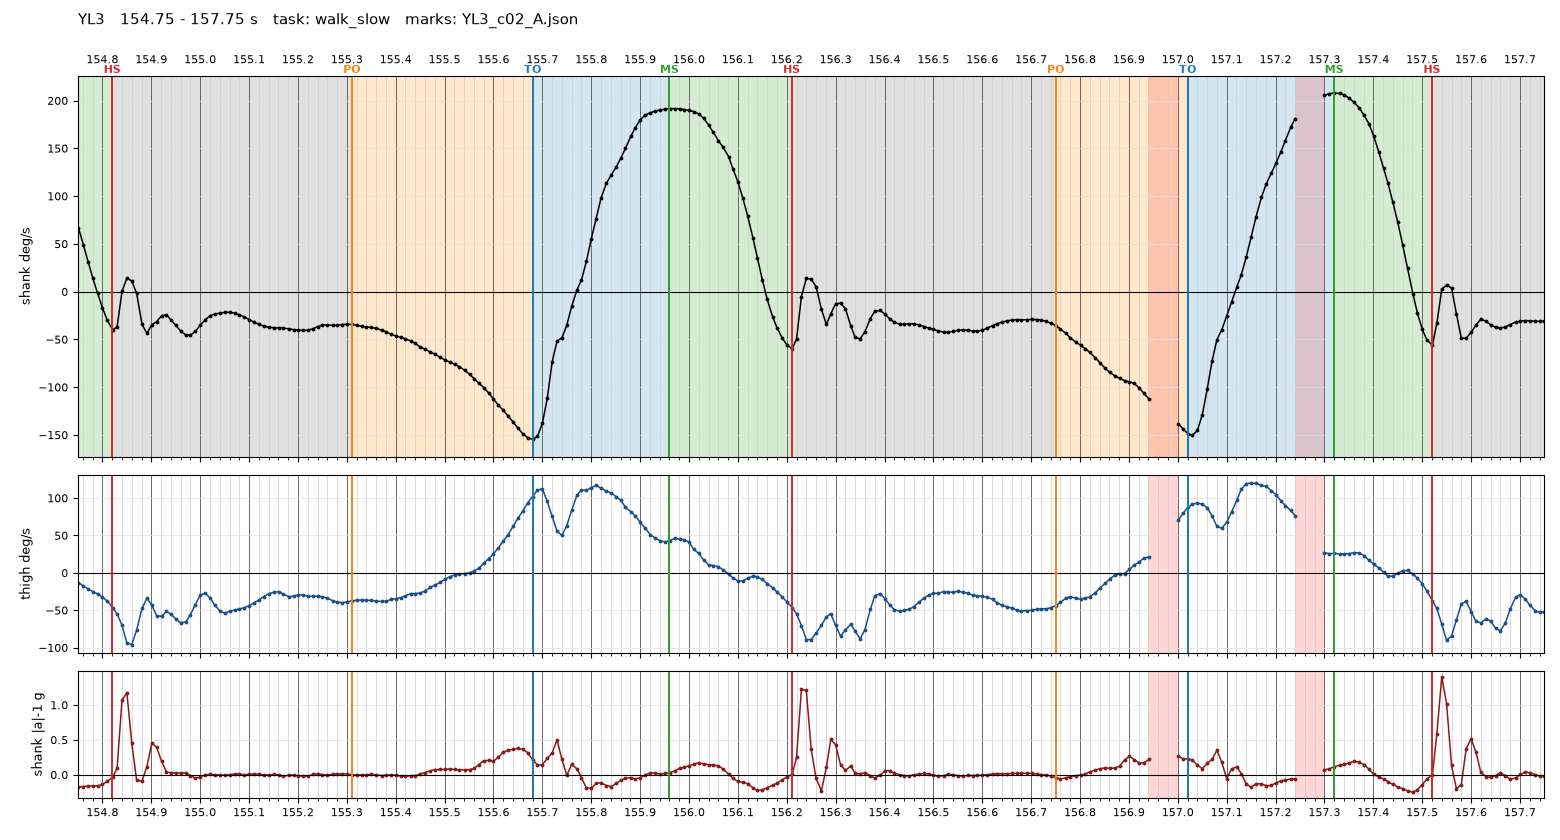 YL3 154.75 - 157.75 s task: walk_slow marks: YL3_c02_A.json
154.8 154.9 155.0 155.1 155.2 155.3 155.4 155.5 155.6 155.7 155.8 155.9 156.0 156.1 156.2 156.3 156.4 156.5 156.6 156.7 156.8 156.9 157.0 157.1 157.2 157.3 157.4 157.5 157.6 157.7
HS PO TO MS HS PO TO MS HS
shank deg/s
200
150
100
50
0
−50
−100
−150
thigh deg/s
100
50
0
−50
−100
shank |a|-1 g
1.0
0.5
0.0
154.8 154.9 155.0 155.1 155.2 155.3 155.4 155.5 155.6 155.7 155.8 155.9 156.0 156.1 156.2 156.3 156.4 156.5 156.6 156.7 156.8 156.9 157.0 157.1 157.2 157.3 157.4 157.5 157.6 157.7